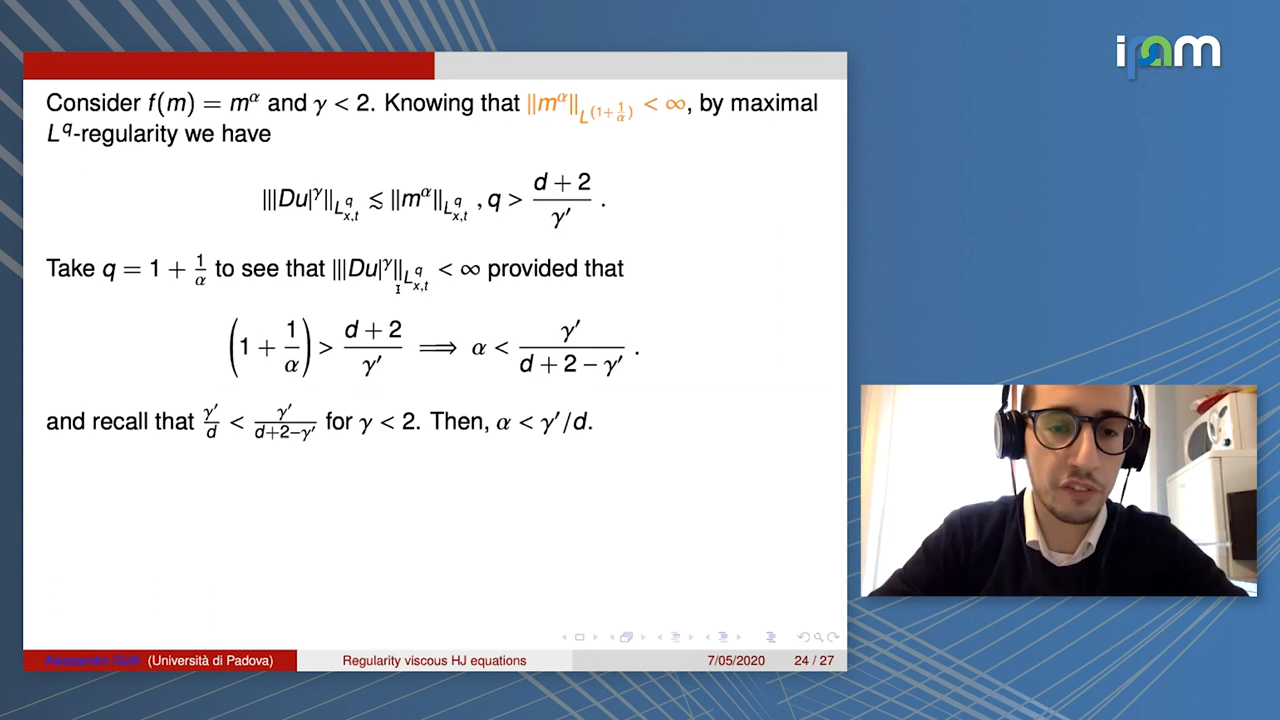 ipam
Consider f(m) = m^α and γ < 2. Knowing that ‖m^α‖_{L^{(1+1/α)}} < ∞, by maximal
L^q-regularity we have
‖|Du|^γ‖_{L^q_{x,t}} ≲ ‖m^α‖_{L^q_{x,t}} , q > (d + 2)/γ′ .
Take q = 1 + 1/α to see that ‖|Du|^γ‖_{L^q_{x,t}} < ∞ provided that
(1 + 1/α) > (d + 2)/γ′ ⟹ α < γ′/(d + 2 − γ′) .
and recall that γ′/d < γ′/(d+2−γ′) for γ < 2. Then, α < γ′/d.
Alessandro Goffi (Università di Padova) Regularity viscous HJ equations 7/05/2020 24 / 27